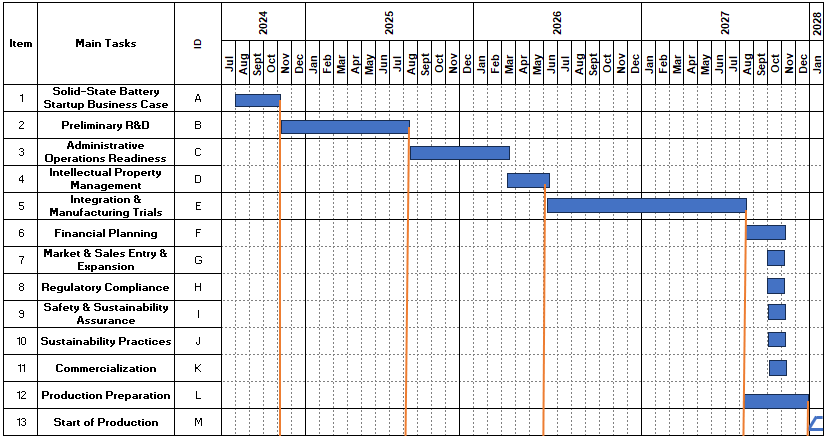 2024 2025 2026 2027 2028
Item Main Tasks ID
Jul Aug Sept Oct Nov Dec Jan Feb Mar Apr May Jun Jul Aug Sept Oct Nov Dec Jan Feb Mar Apr May Jun Jul Aug Sept Oct Nov Dec Jan Feb Mar Apr May Jun Jul Aug Sept Oct Nov Dec Jan
1 Solid-State Battery
Startup Business Case A
2 Preliminary R&D B
3 Administrative
Operations Readiness C
4 Intellectual Property
Management D
5 Integration &
Manufacturing Trials E
6 Financial Planning F
7 Market & Sales Entry &
Expansion G
8 Regulatory Compliance H
9 Safety & Sustainability
Assurance I
10 Sustainability Practices J
11 Commercialization K
12 Production Preparation L
13 Start of Production M